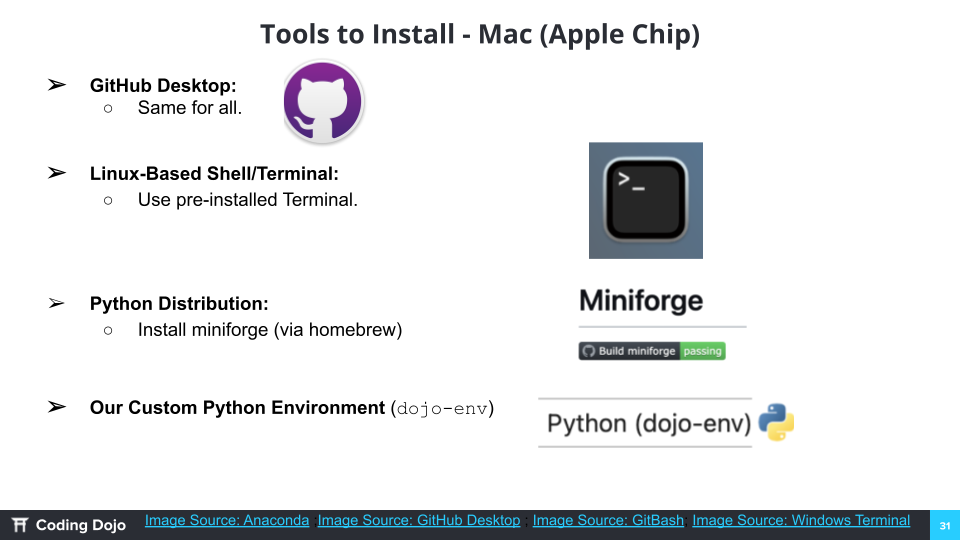 Tools to Install - Mac (Apple Chip)
➢ GitHub Desktop:
○ Same for all.
➢ Linux-Based Shell/Terminal:
○ Use pre-installed Terminal.
>_
➢ Python Distribution:
○ Install miniforge (via homebrew)
Miniforge
Build miniforge passing
➢ Our Custom Python Environment (dojo-env)
Python (dojo-env)
Coding Dojo
Image Source: Anaconda ; Image Source: GitHub Desktop ; Image Source: GitBash; Image Source: Windows Terminal
31